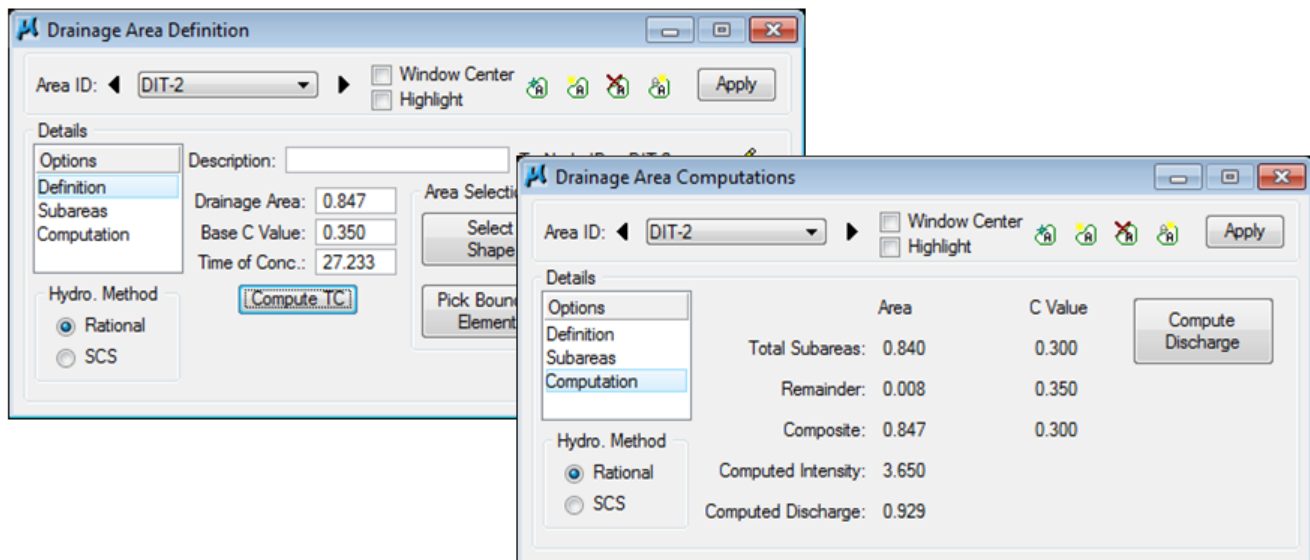 Drainage Area Definition
Area ID: DIT-2 Window Center Highlight Apply
Details
Options
Definition
Subareas
Computation
Description:
Drainage Area: 0.847
Base C Value: 0.350
Time of Conc.: 27.233
Compute TC
Area Selectio
Select
Shape
Pick Bound
Element
Hydro. Method
Rational
SCS
Drainage Area Computations
Area ID: DIT-2 Window Center Highlight Apply
Details
Options
Definition
Subareas
Computation
Area C Value
Total Subareas: 0.840 0.300
Remainder: 0.008 0.350
Composite: 0.847 0.300
Computed Intensity: 3.650
Computed Discharge: 0.929
Compute
Discharge
Hydro. Method
Rational
SCS